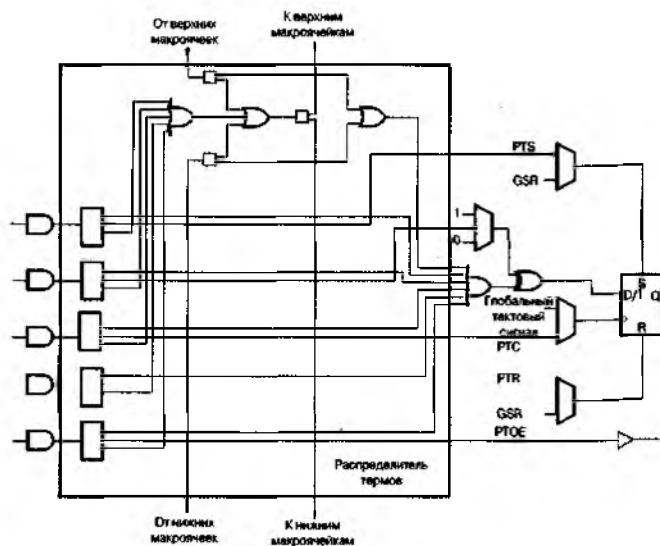 От верхних
макроячеек
К верхним
макроячейкам
PTS
GSR
1
0
S
D/T Q
R
Глобальный
тактовый
сигнал
PTC
PTR
GSR
PTOE
Распределитель
термов
От нижних
макроячеек
К нижним
макроячейкам